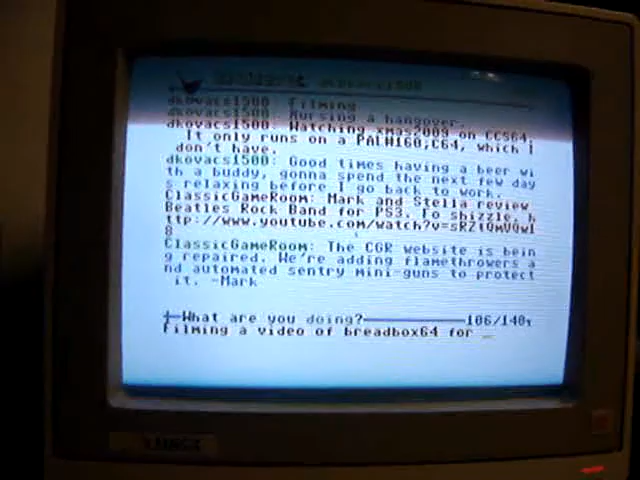 dkovacs1500: Filming
dkovacs1500: Nursing a hangover.
dkovacs1500: Watching xmas2009 on CCS64.
It only runs on a PAL
C64, which I
don't have.
dkovacs1500: Good times having a beer wi
th a buddy, gonna spend the next few day
s relaxing before I go back to work.
ClassicGameRoom: Mark and Stella review
Beatles Rock Band for PS3. Fo shizzle. h
ttp://www.youtube.com/watch?v=
8
ClassicGameRoom: The CGR website is bein
g repaired. We're adding flamethrowers a
nd automated sentry mini-guns to protect
it. -Mark
What are you doing? 106/140
Filming a video of breadbox64 for _